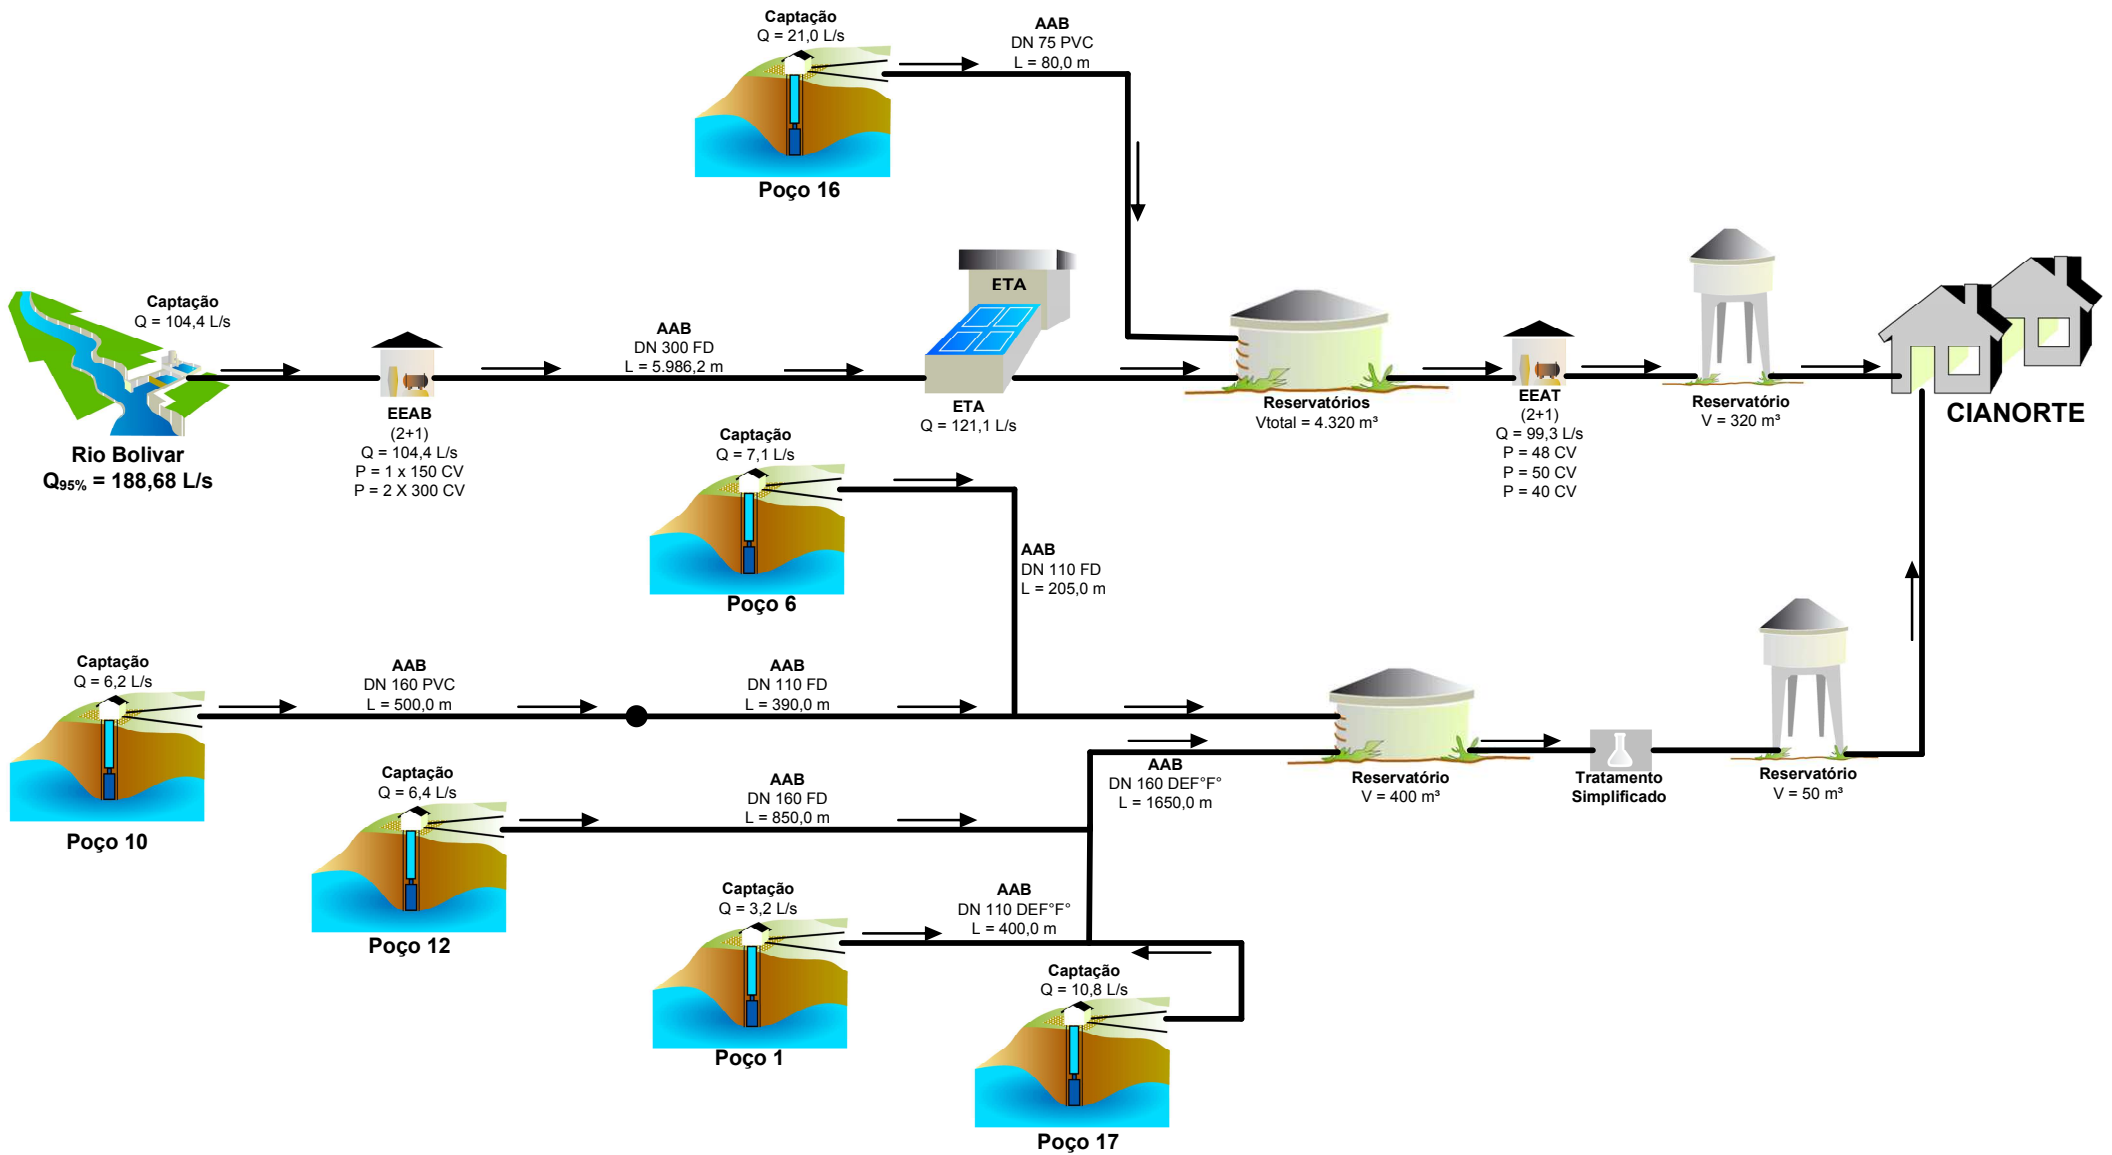 Captação
Q = 21,0 L/s
AAB
DN 75 PVC
L = 80,0 m
Poço 16
Captação
Q = 104,4 L/s
Rio Bolivar
Q95% = 188,68 L/s
EEAB
(2+1)
Q = 104,4 L/s
P = 1 x 150 CV
P = 2 X 300 CV
AAB
DN 300 FD
L = 5.986,2 m
ETA
ETA
Q = 121,1 L/s
Reservatórios
Vtotal = 4.320 m³
EEAT
(2+1)
Q = 99,3 L/s
P = 48 CV
P = 50 CV
P = 40 CV
Reservatório
V = 320 m³
CIANORTE
Captação
Q = 7,1 L/s
Poço 6
AAB
DN 110 FD
L = 205,0 m
Captação
Q = 6,2 L/s
Poço 10
AAB
DN 160 PVC
L = 500,0 m
AAB
DN 110 FD
L = 390,0 m
Captação
Q = 6,4 L/s
Poço 12
AAB
DN 160 FD
L = 850,0 m
AAB
DN 160 DEF°F°
L = 1650,0 m
Reservatório
V = 400 m³
Tratamento
Simplificado
Reservatório
V = 50 m³
Captação
Q = 3,2 L/s
Poço 1
AAB
DN 110 DEF°F°
L = 400,0 m
Captação
Q = 10,8 L/s
Poço 17